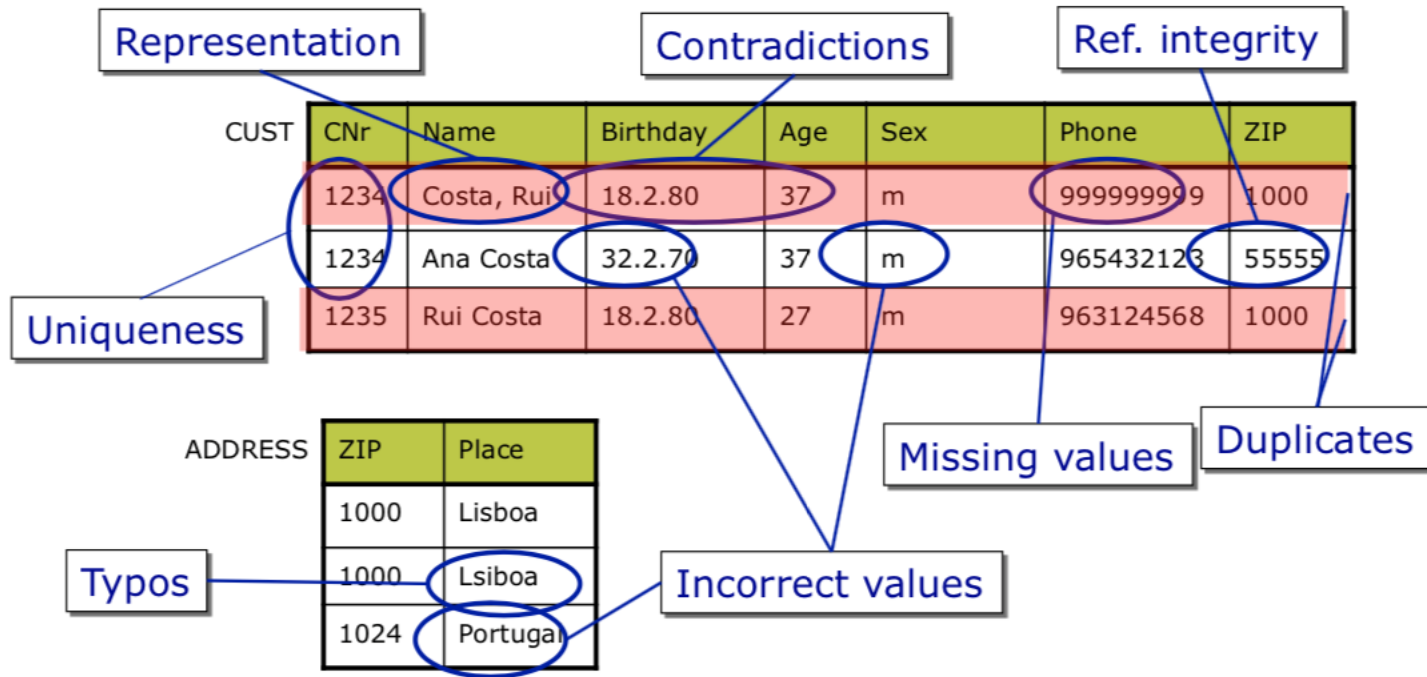 Representation
Contradictions
Ref. integrity
CUST CNr Name Birthday Age Sex Phone ZIP
1234 Costa, Rui 18.2.80 37 m 999999999 1000
1234 Ana Costa 32.2.70 37 m 965432123 55555
Uniqueness
1235 Rui Costa 18.2.80 27 m 963124568 1000
Missing values
Duplicates
ADDRESS ZIP Place
1000 Lisboa
Typos
1000 Lsiboa
Incorrect values
1024 Portugal